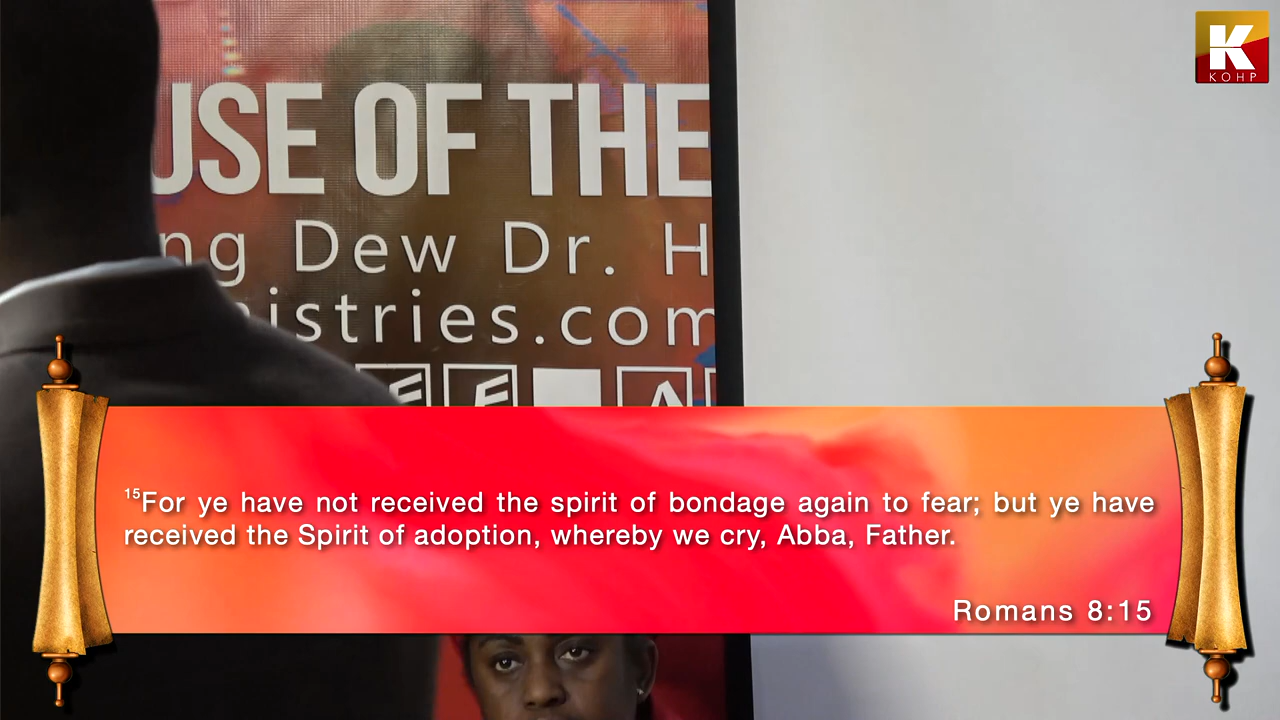 K
KOHP
USE OF THE
ng Dew Dr. H
istries.com
¹⁵For ye have not received the spirit of bondage again to fear; but ye have
received the Spirit of adoption, whereby we cry, Abba, Father.
Romans 8:15